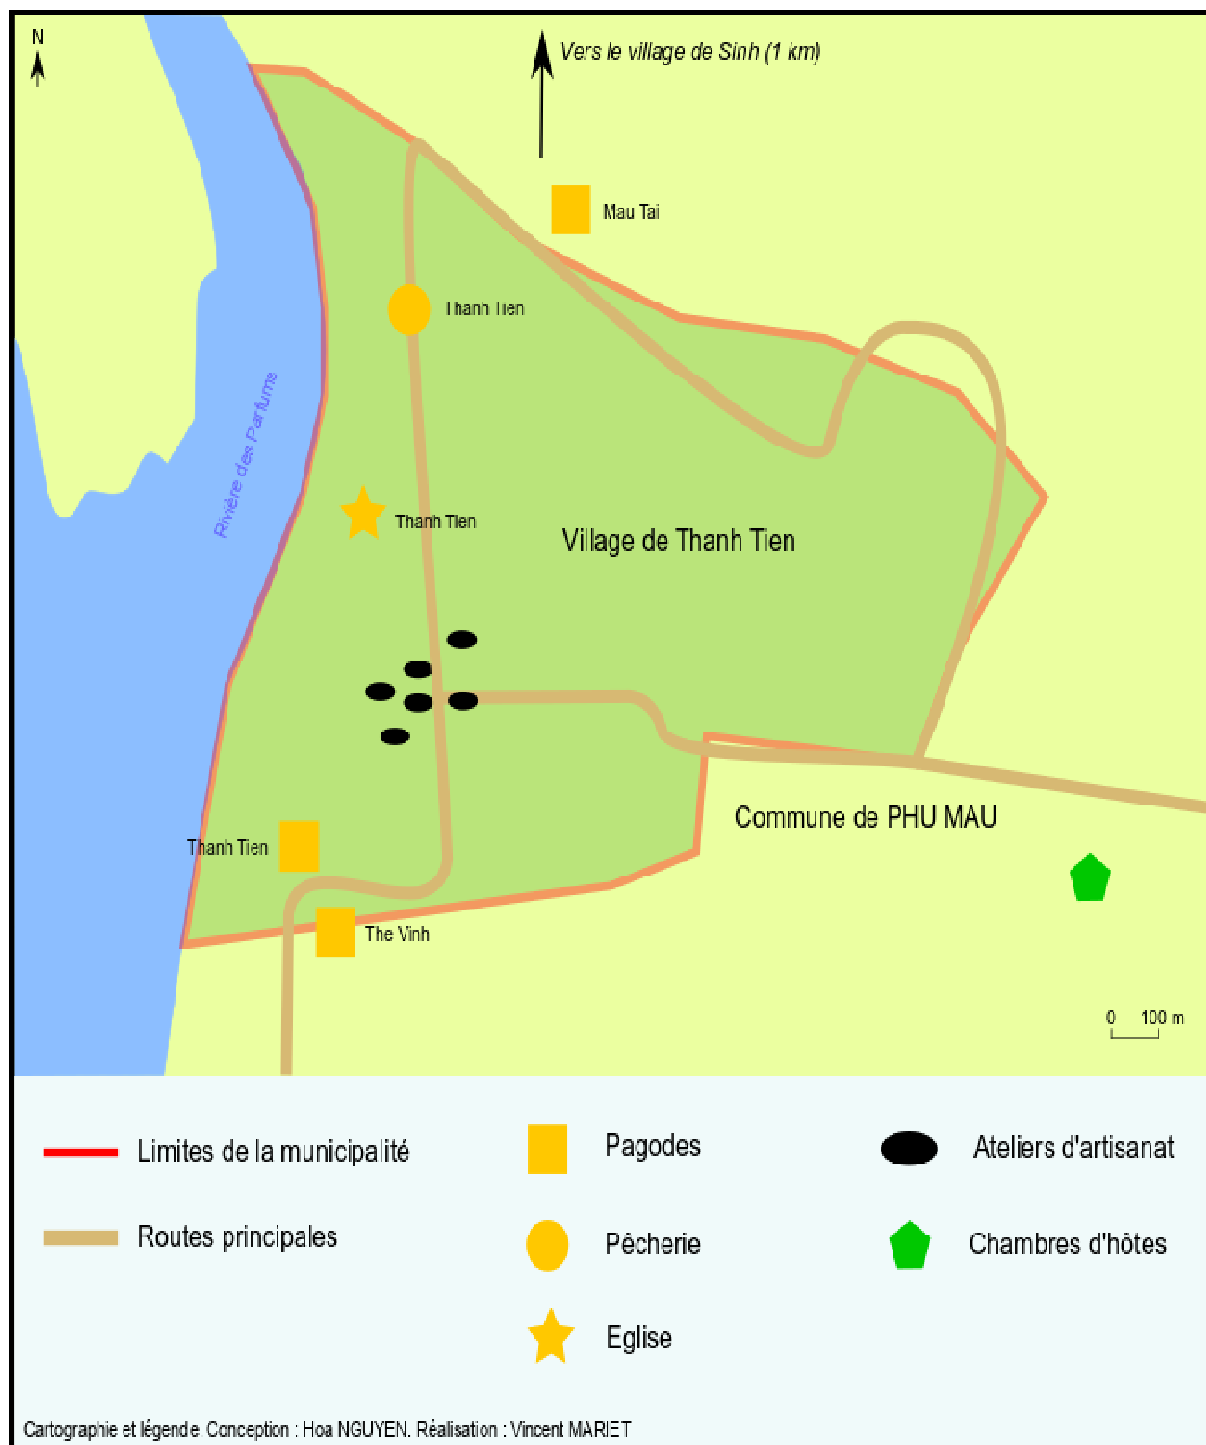 N
Vers le village de Sinh (1 km)
Mau Tai
Thanh Tien
Rivière des Parfums
Thanh Tien
Village de Thanh Tien
Commune de PHU MAU
Thanh Tien
The Vinh
0 100 m
Limites de la municipalité
Pagodes
Ateliers d'artisanat
Routes principales
Pêcherie
Chambres d'hôtes
Eglise
Cartographie et légende Conception : Hoa NGUYEN. Réalisation : Vincent MARIET